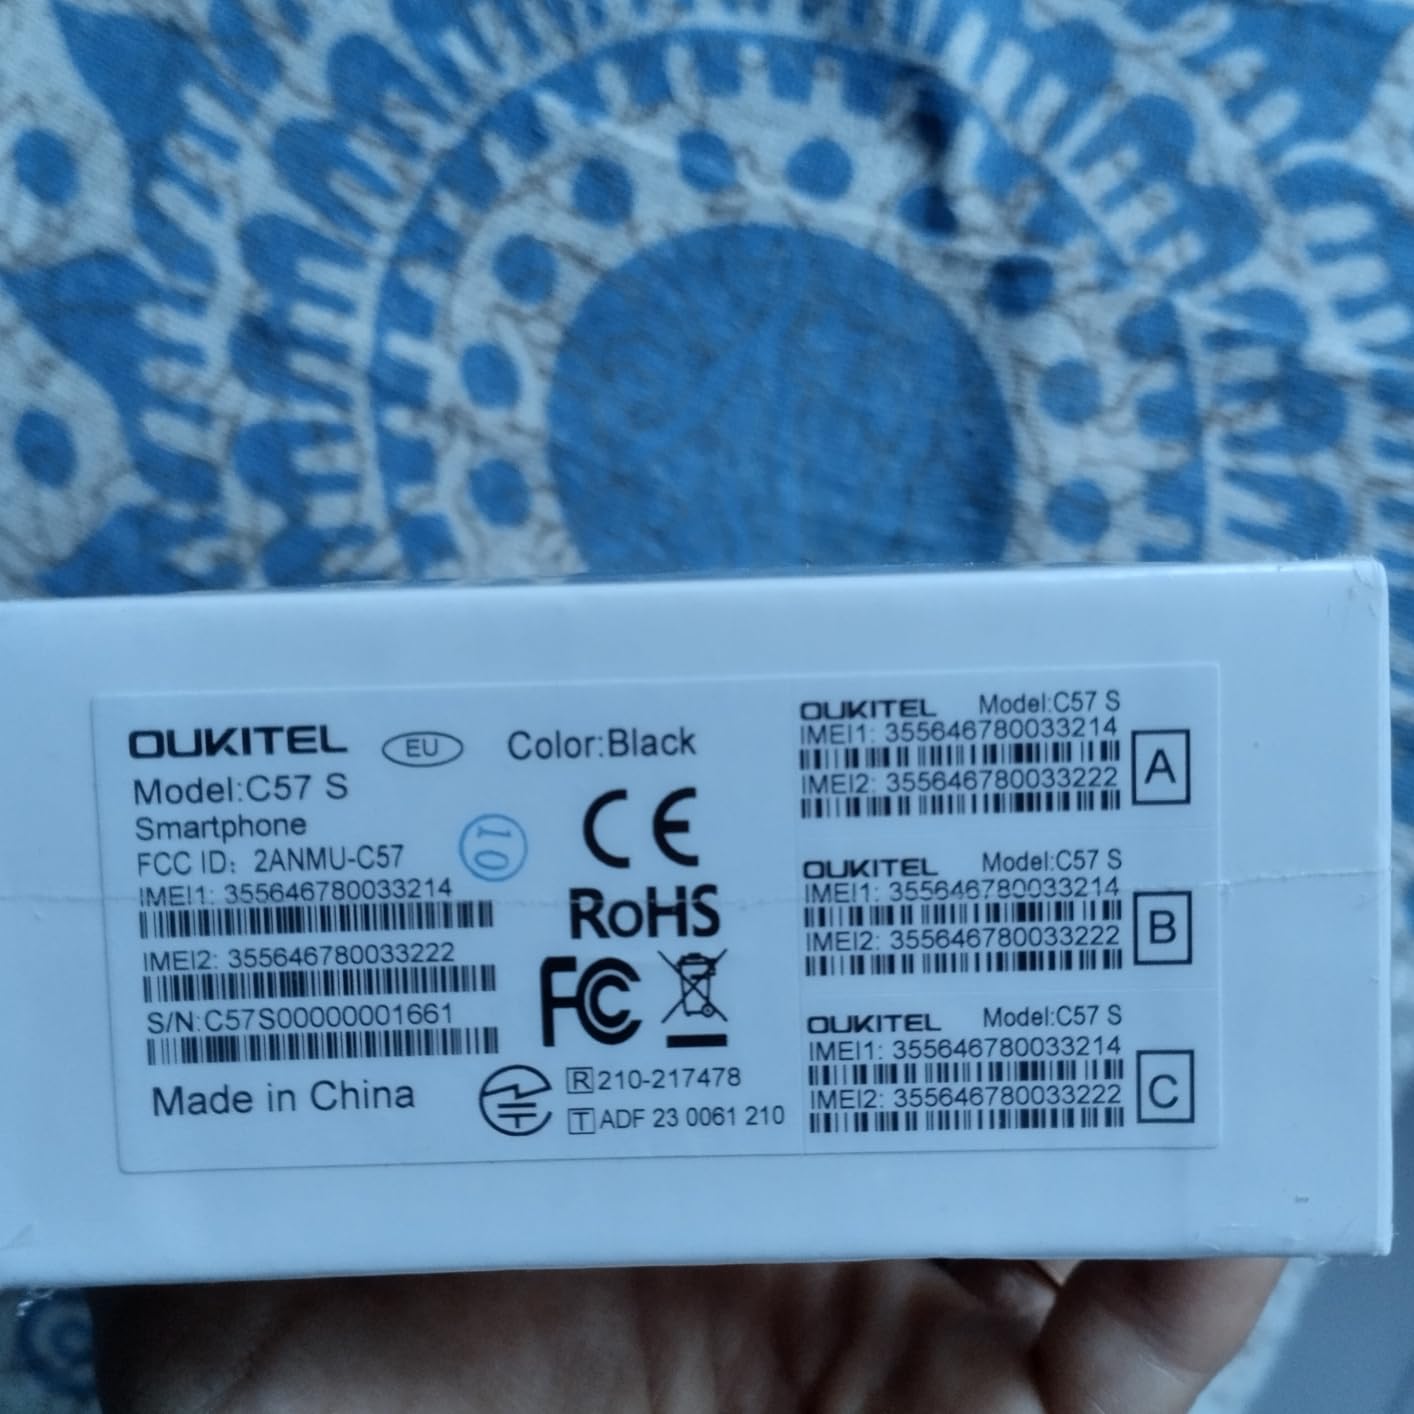 OUKITEL EU Color:Black
Model:C57 S
Smartphone
FCC ID: 2ANMU-C57
IMEI1: 355646780033214
IMEI2: 355646780033222
S/N:C57S00000001661
Made in China
10
CE
RoHS
FC
R 210-217478
T ADF 23 0061 210
OUKITEL Model:C57 S
IMEI1: 355646780033214
IMEI2: 355646780033222
A
OUKITEL Model:C57 S
IMEI1: 355646780033214
IMEI2: 355646780033222
B
OUKITEL Model:C57 S
IMEI1: 355646780033214
IMEI2: 355646780033222
C